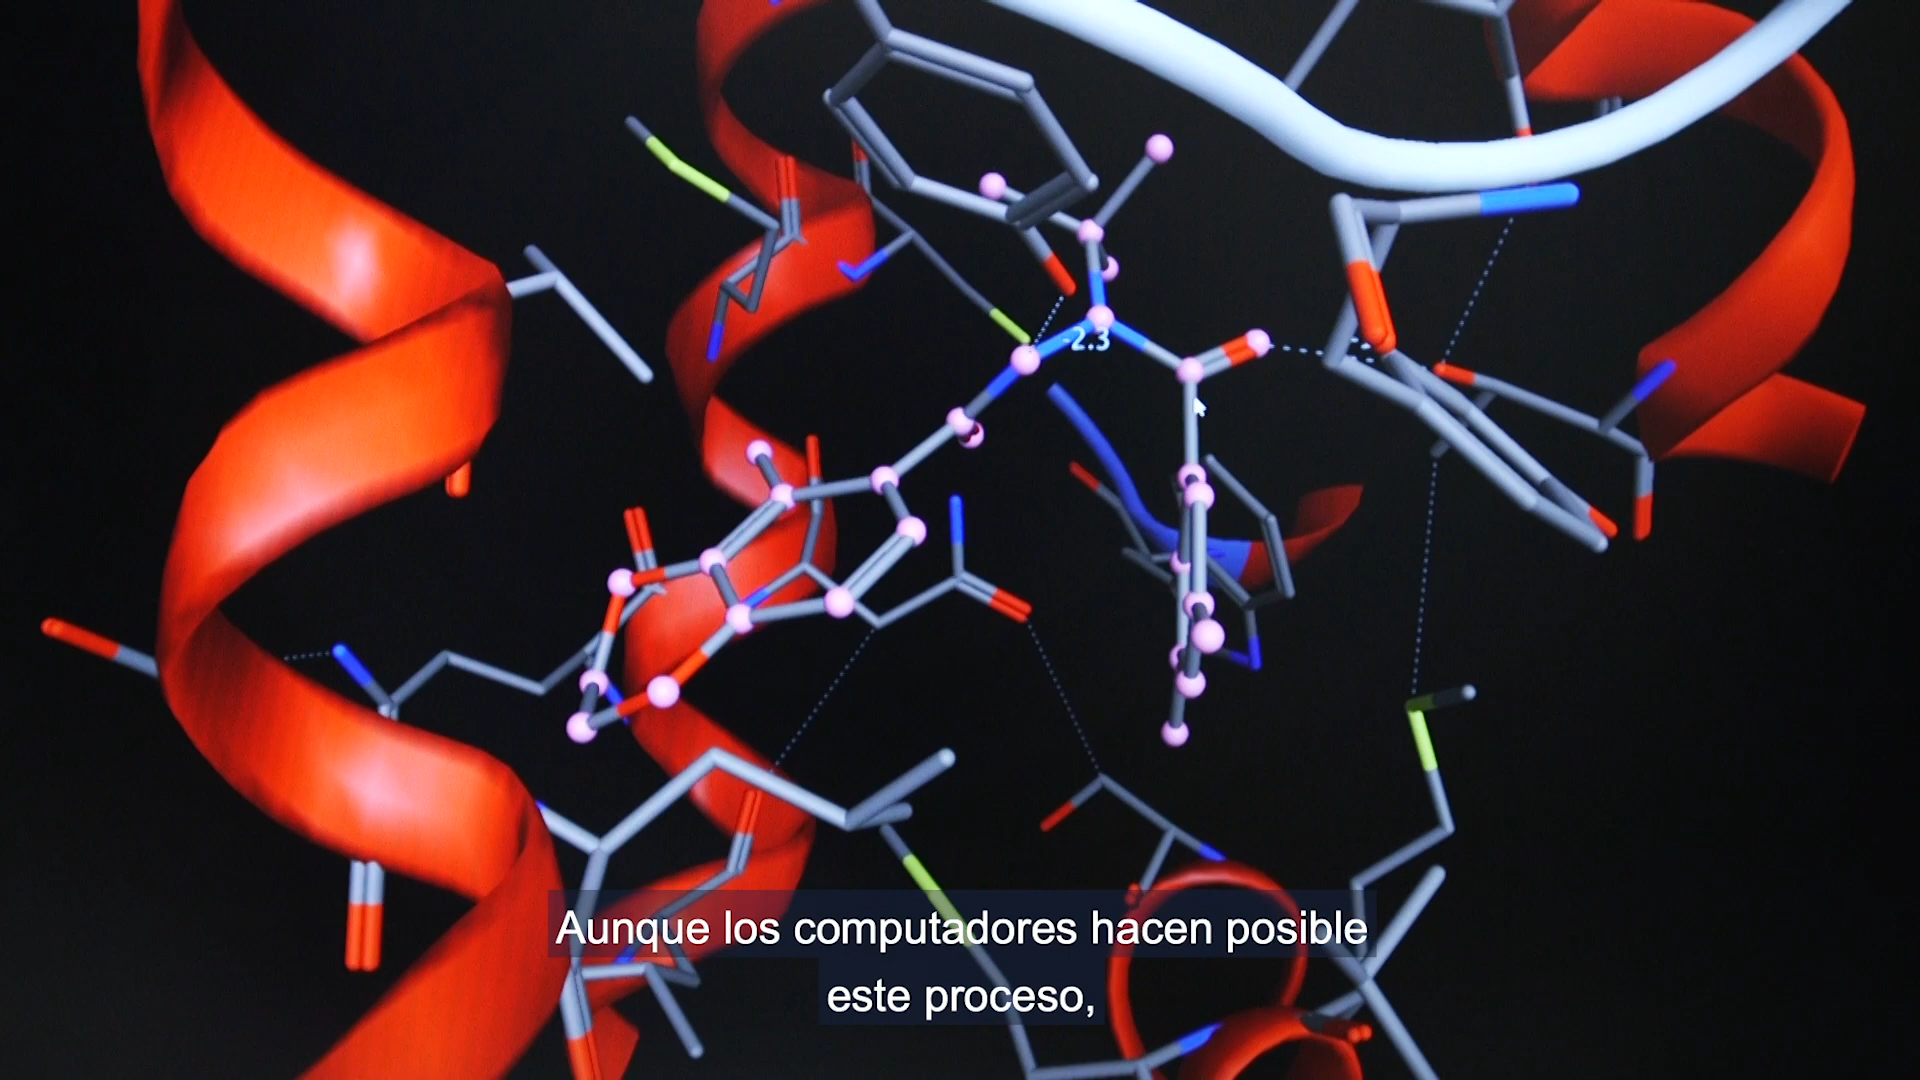 -2.3
Aunque los computadores hacen posible
este proceso,